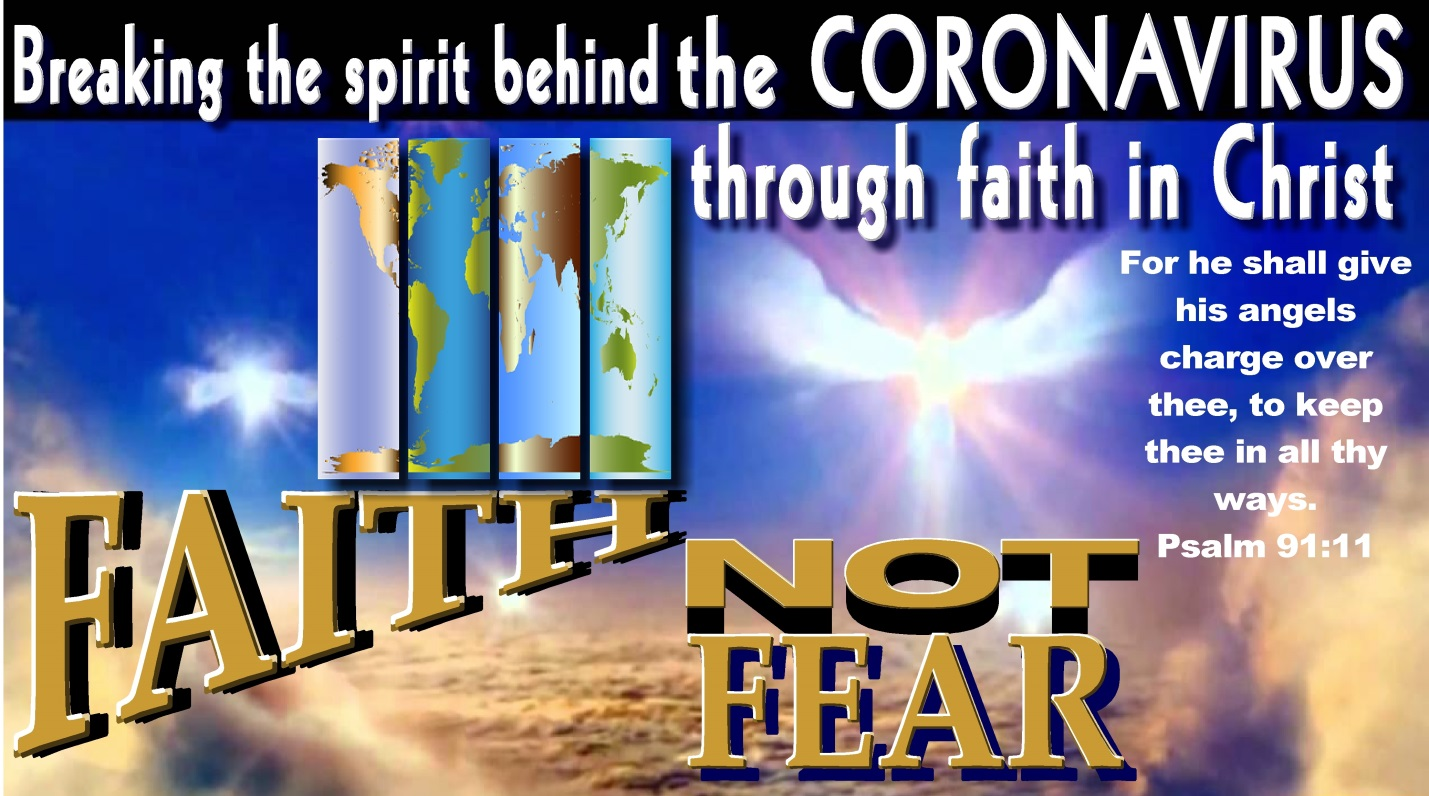 Breaking the spirit behind the CORONAVIRUS
through faith in Christ
For he shall give
his angels
charge over
thee, to keep
thee in all thy
ways.
Psalm 91:11
FAITH
NOT
FEAR